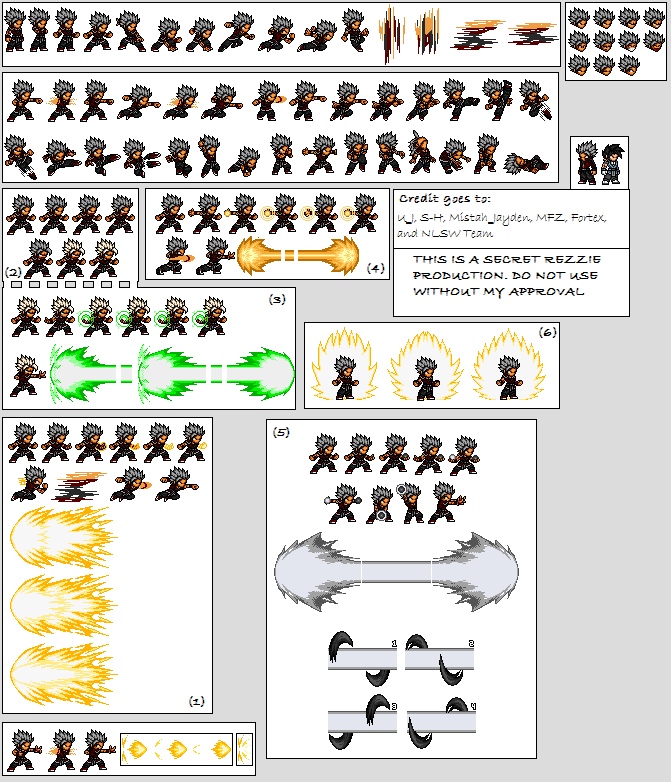 Credit goes to:
U_I, S-H, Mistah_Jayden, MFZ, Fortex,
and NLSW Team
THIS IS A SECRET REZZIE
PRODUCTION. DO NOT USE
WITHOUT MY APPROVAL
(2)
(4)
(3)
(6)
(5)
1
2
3
4
(1)